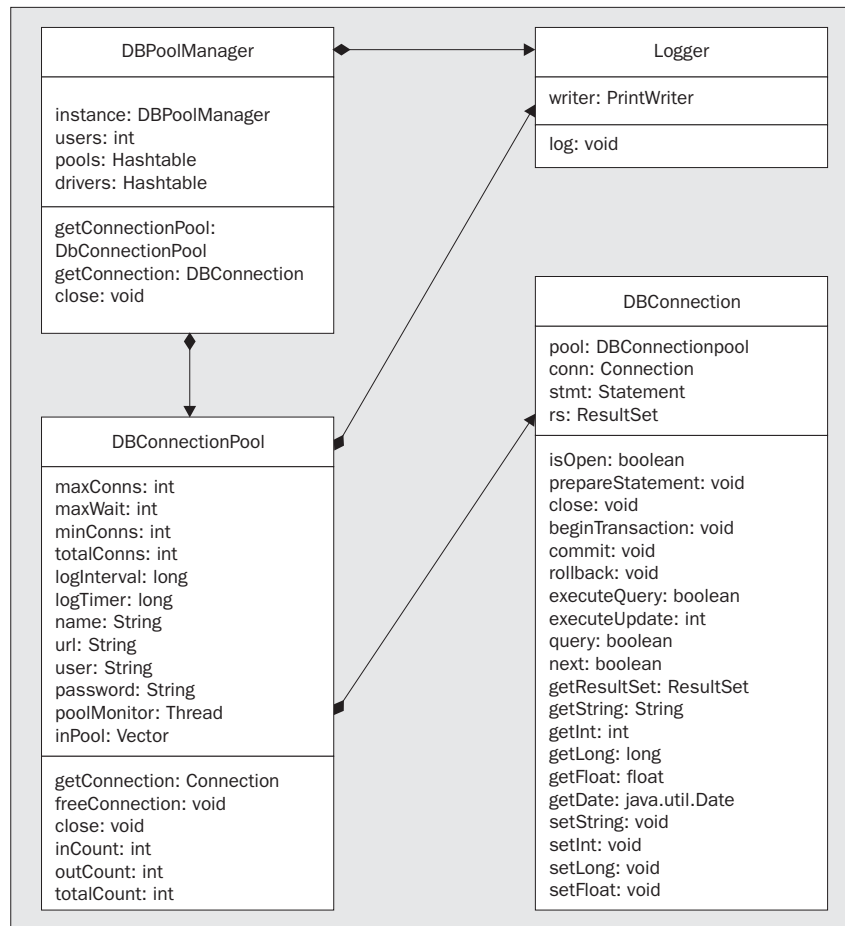 DBPoolManager
instance: DBPoolManager
users: int
pools: Hashtable
drivers: Hashtable
getConnectionPool:
DbConnectionPool
getConnection: DBConnection
close: void
Logger
writer: PrintWriter
log: void
DBConnectionPool
maxConns: int
maxWait: int
minConns: int
totalConns: int
logInterval: long
logTimer: long
name: String
url: String
user: String
password: String
poolMonitor: Thread
inPool: Vector
getConnection: Connection
freeConnection: void
close: void
inCount: int
outCount: int
totalCount: int
DBConnection
pool: DBConnectionpool
conn: Connection
stmt: Statement
rs: ResultSet
isOpen: boolean
prepareStatement: void
close: void
beginTransaction: void
commit: void
rollback: void
executeQuery: boolean
executeUpdate: int
query: boolean
next: boolean
getResultSet: ResultSet
getString: String
getInt: int
getLong: long
getFloat: float
getDate: java.util.Date
setString: void
setInt: void
setLong: void
setFloat: void